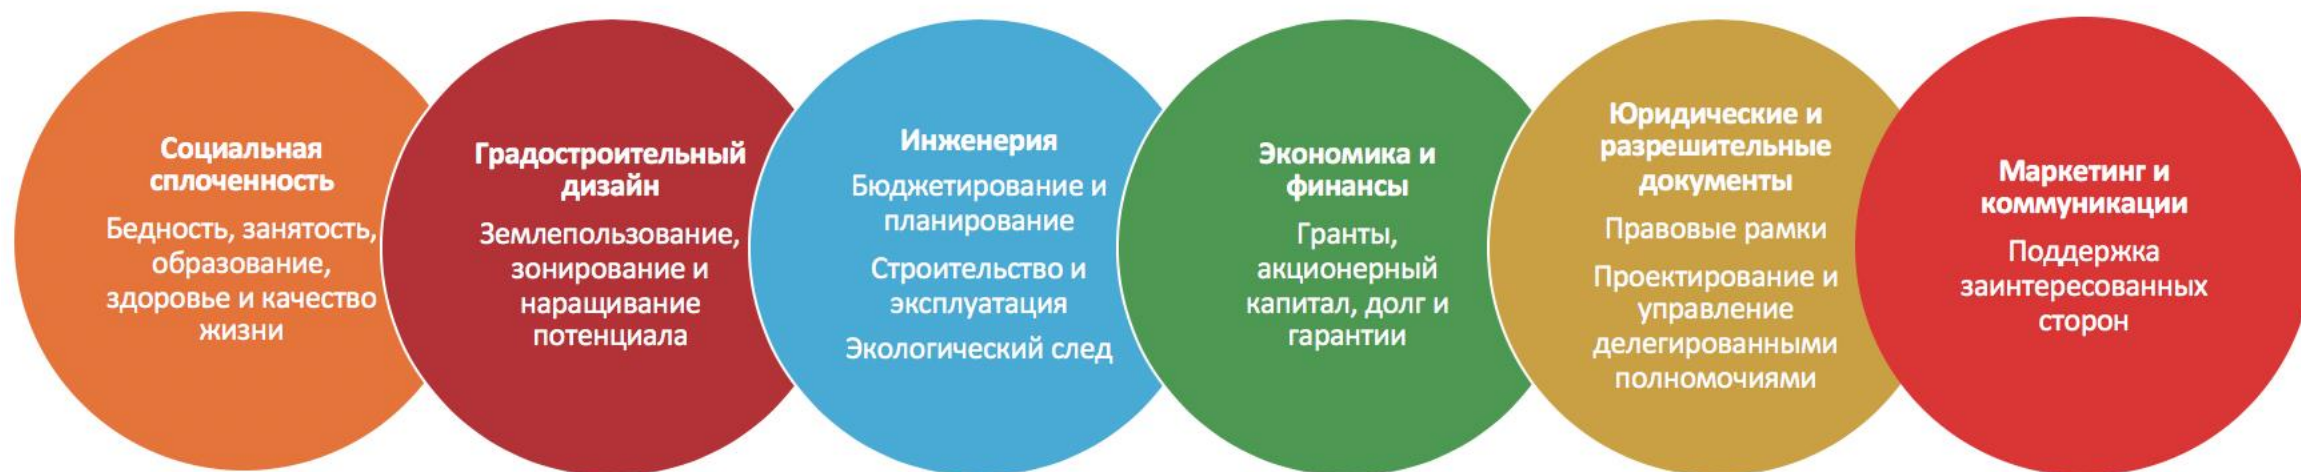 Социальная
сплоченность
Бедность, занятость,
образование,
здоровье и качество
жизни
Градостроительный
дизайн
Землепользование,
зонирование и
наращивание
потенциала
Инженерия
Бюджетирование и
планирование
Строительство и
эксплуатация
Экологический след
Экономика и
финансы
Гранты,
акционерный
капитал, долг и
гарантии
Юридические и
разрешительные
документы
Правовые рамки
Проектирование и
управление
делегированными
полномочиями
Маркетинг и
коммуникации
Поддержка
заинтересованных
сторон